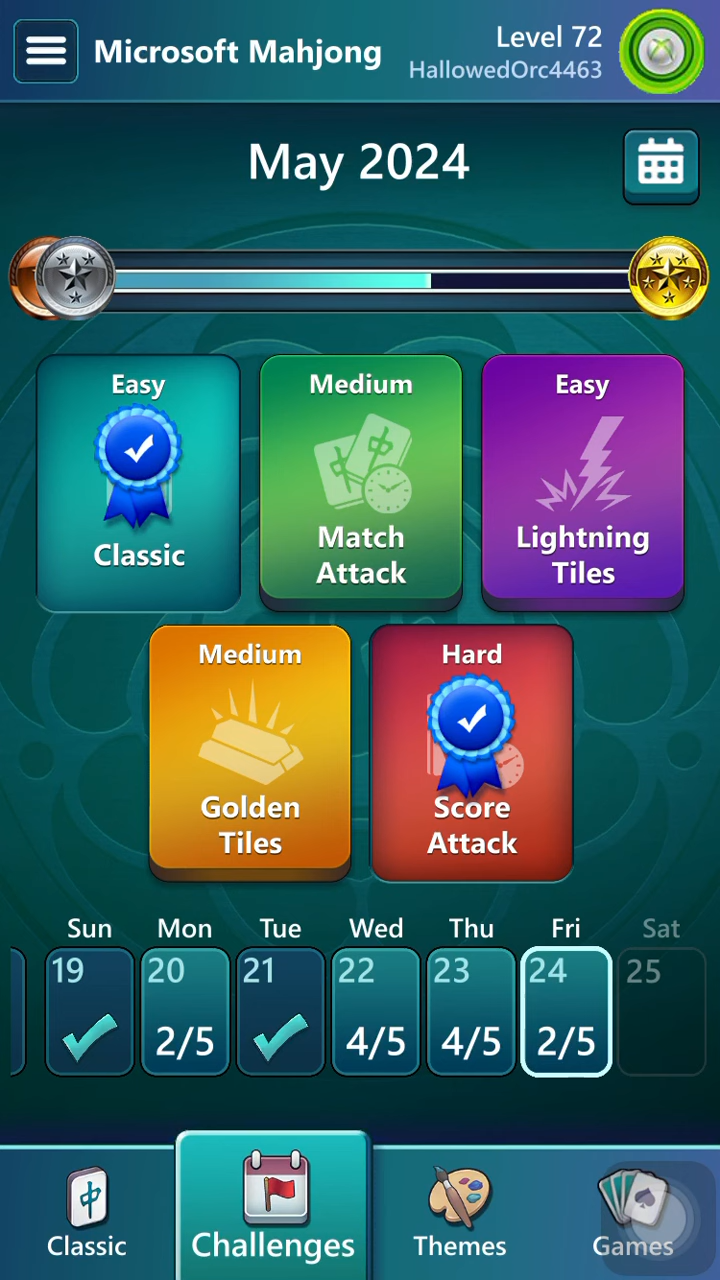 Microsoft Mahjong
Level 72
HallowedOrc4463
May 2024
Easy
Classic
Medium
Match
Attack
Easy
Lightning
Tiles
Medium
Golden
Tiles
Hard
Score
Attack
Sun Mon Tue Wed Thu Fri Sat
19 20 21 22 23 24 25
2/5 4/5 4/5 2/5
中
Classic
Challenges
Themes
Games